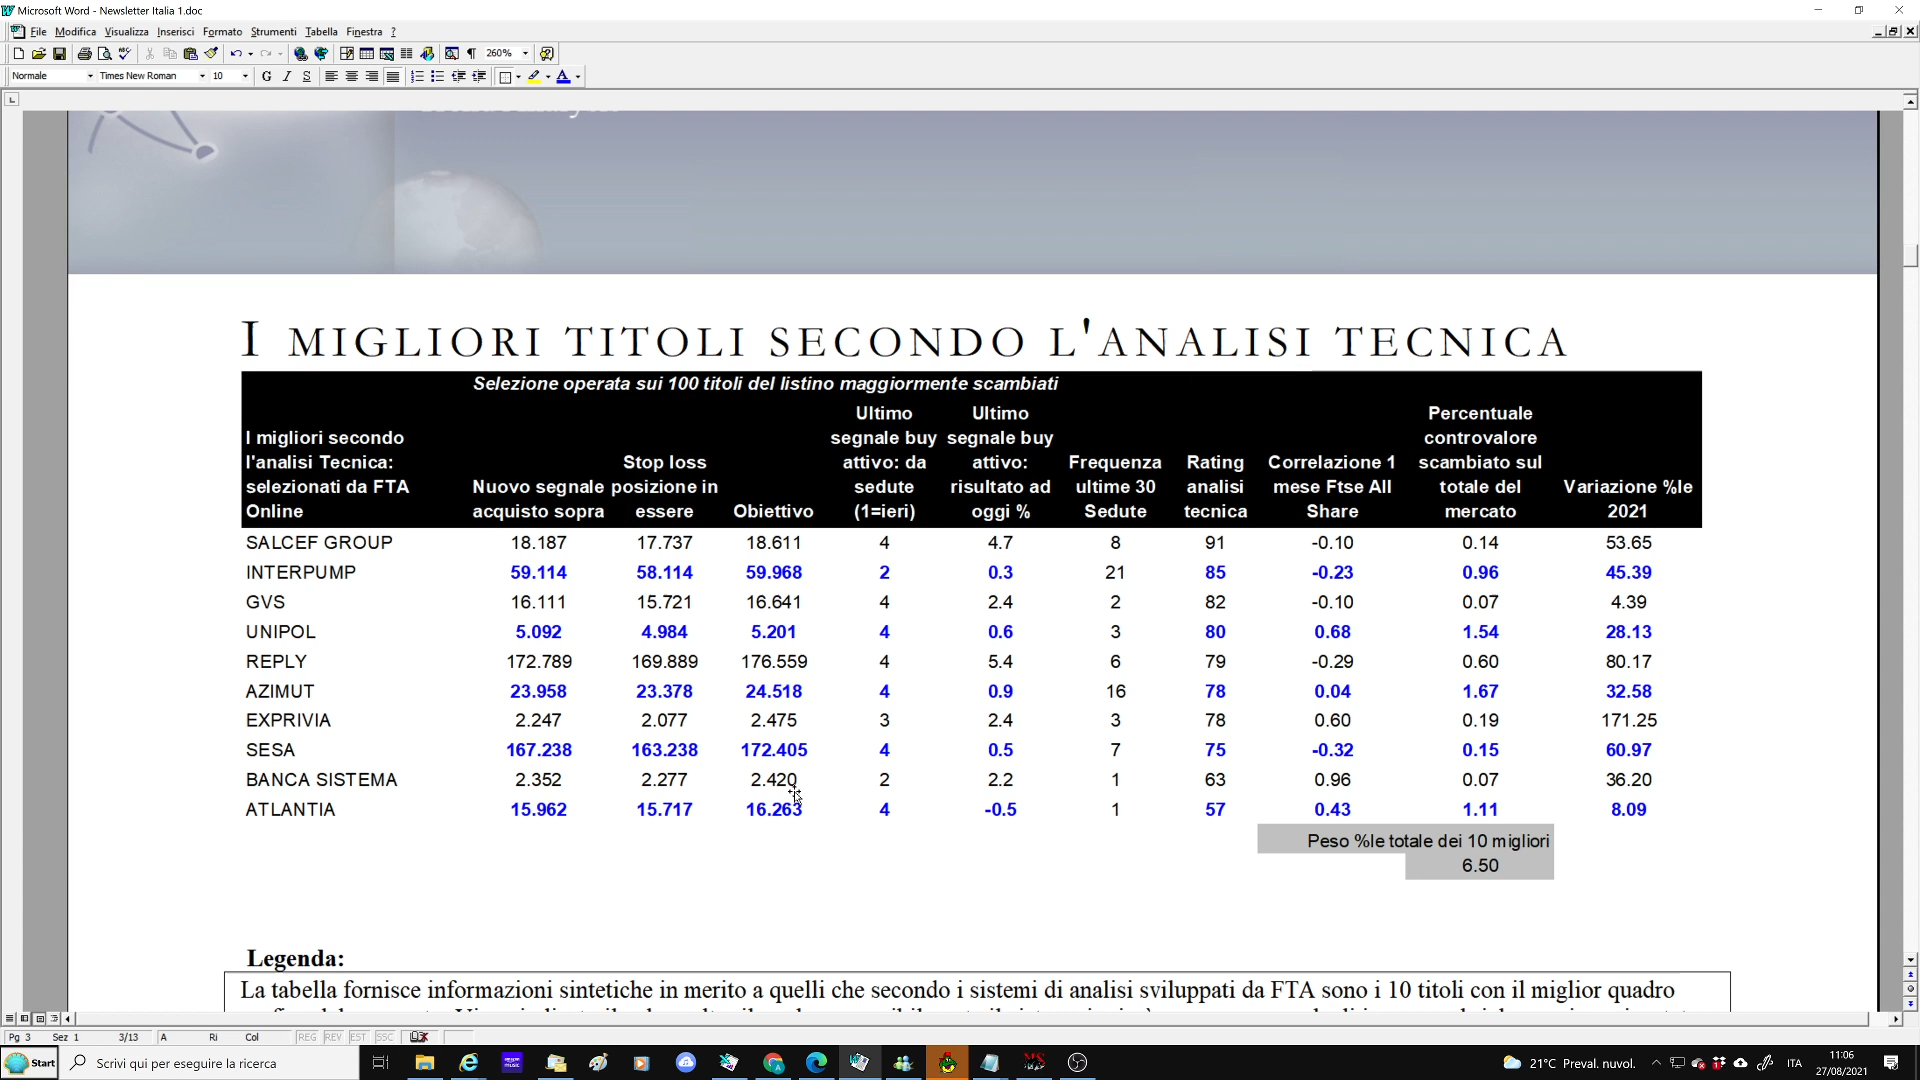 Microsoft Word - Newsletter Italia 1.doc
File Modifica Visualizza Inserisci Formato Strumenti Tabella Finestra ?
260%
Normale Times New Roman 10 G I S
I MIGLIORI TITOLI SECONDO L'ANALISI TECNICA
Selezione operata sui 100 titoli del listino maggiormente scambiati
I migliori secondo l'analisi Tecnica: selezionati da FTA Online
Nuovo segnale acquisto sopra
Stop loss posizione in essere
Obiettivo
Ultimo segnale buy attivo: da sedute (1=ieri)
Ultimo segnale buy attivo: risultato ad oggi %
Frequenza ultime 30 Sedute
Rating analisi tecnica
Correlazione 1 mese Ftse All Share
Percentuale controvalore scambiato sul totale del mercato
Variazione %le 2021
SALCEF GROUP 18.187 17.737 18.611 4 4.7 8 91 -0.10 0.14 53.65
INTERPUMP 59.114 58.114 59.968 2 0.3 21 85 -0.23 0.96 45.39
GVS 16.111 15.721 16.641 4 2.4 2 82 -0.10 0.07 4.39
UNIPOL 5.092 4.984 5.201 4 0.6 3 80 0.68 1.54 28.13
REPLY 172.789 169.889 176.559 4 5.4 6 79 -0.29 0.60 80.17
AZIMUT 23.958 23.378 24.518 4 0.9 16 78 0.04 1.67 32.58
EXPRIVIA 2.247 2.077 2.475 3 2.4 3 78 0.60 0.19 171.25
SESA 167.238 163.238 172.405 4 0.5 7 75 -0.32 0.15 60.97
BANCA SISTEMA 2.352 2.277 2.420 2 2.2 1 63 0.96 0.07 36.20
ATLANTIA 15.962 15.717 16.263 4 -0.5 1 57 0.43 1.11 8.09
Peso %le totale dei 10 migliori
6.50
Legenda:
La tabella fornisce informazioni sintetiche in merito a quelli che secondo i sistemi di analisi sviluppati da FTA sono i 10 titoli con il miglior quadro
Pg 3 Sez 1 3/13 A Ri Col REG REV EST SSC
Start Scrivi qui per eseguire la ricerca 21°C Preval. nuvol. ITA 11:06
27/08/2021